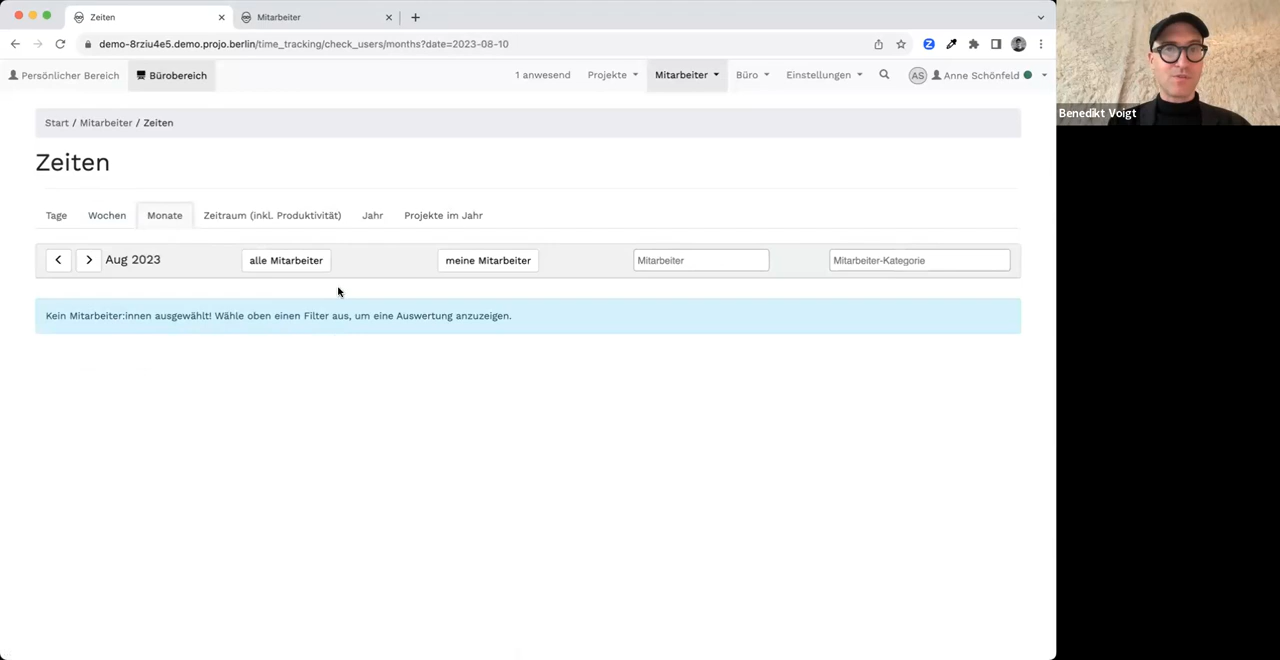 Zeiten
Mitarbeiter
demo-8rziu4e5.demo.projo.berlin/time_tracking/check_users/months?date=2023-08-10
Persönlicher Bereich
Bürobereich
1 anwesend
Projekte
Mitarbeiter
Büro
Einstellungen
AS
Anne Schönfeld
Start / Mitarbeiter / Zeiten
Zeiten
Tage
Wochen
Monate
Zeitraum (inkl. Produktivität)
Jahr
Projekte im Jahr
Aug 2023
alle Mitarbeiter
meine Mitarbeiter
Mitarbeiter
Mitarbeiter-Kategorie
Kein Mitarbeiter:innen ausgewählt! Wähle oben einen Filter aus, um eine Auswertung anzuzeigen.
Benedikt Voigt